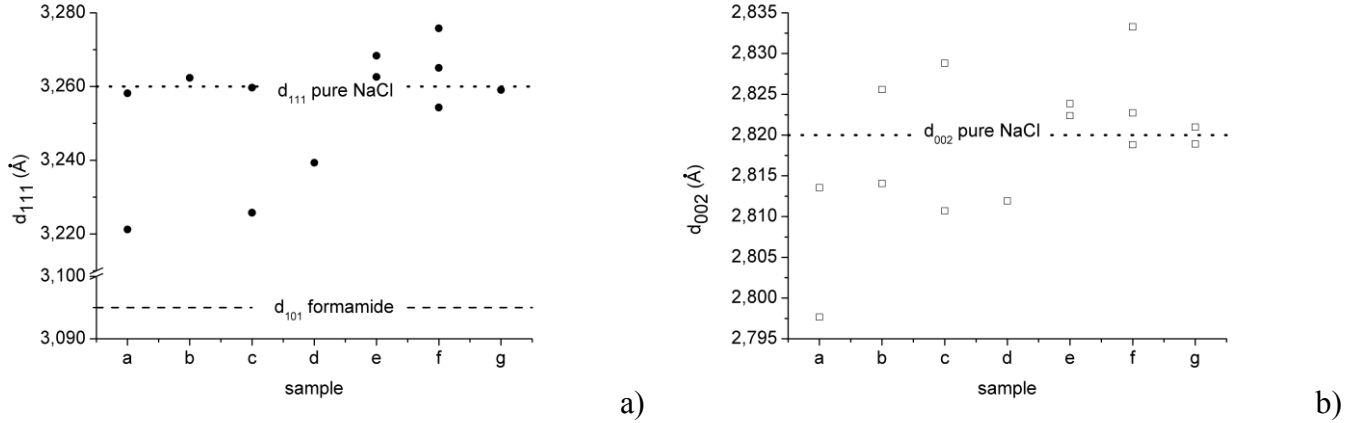 3,280
3,260
3,240
3,220
3,100
3,090
d111 (Å)
d111 pure NaCl
d101 formamide
a b c d e f g
sample
a)
2,835
2,830
2,825
2,820
2,815
2,810
2,805
2,800
2,795
d002 (Å)
d002 pure NaCl
a b c d e f g
sample
b)